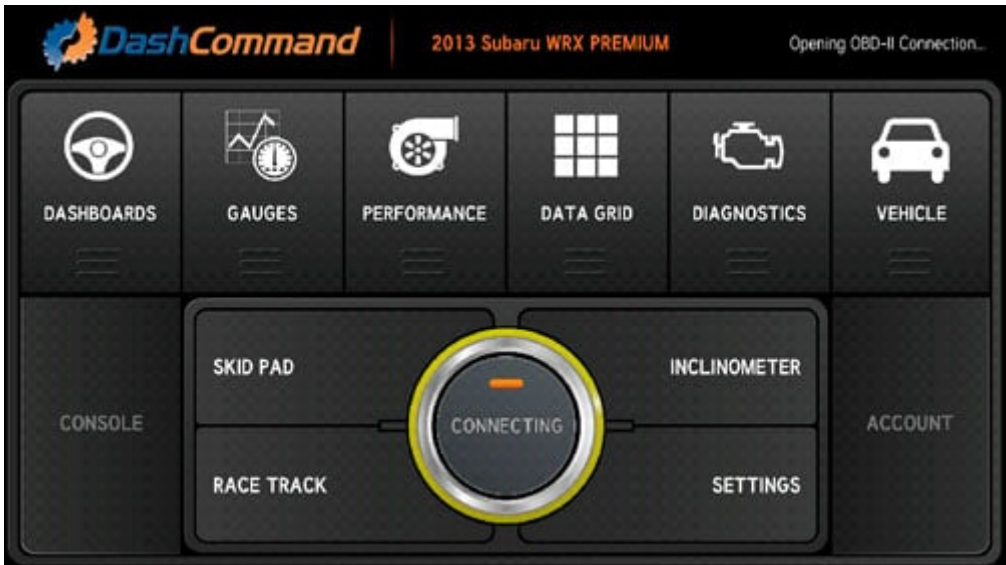 DashCommand
2013 Subaru WRX PREMIUM
Opening OBD-II Connection...
DASHBOARDS
GAUGES
PERFORMANCE
DATA GRID
DIAGNOSTICS
VEHICLE
CONSOLE
SKID PAD
INCLINOMETER
CONNECTING
RACE TRACK
SETTINGS
ACCOUNT